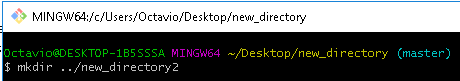 MINGW64:/c/Users/Octavio/Desktop/new_directory
Octavio@DESKTOP-1B5SSSA MINGW64 ~/Desktop/new_directory (master)
$ mkdir ../new_directory2